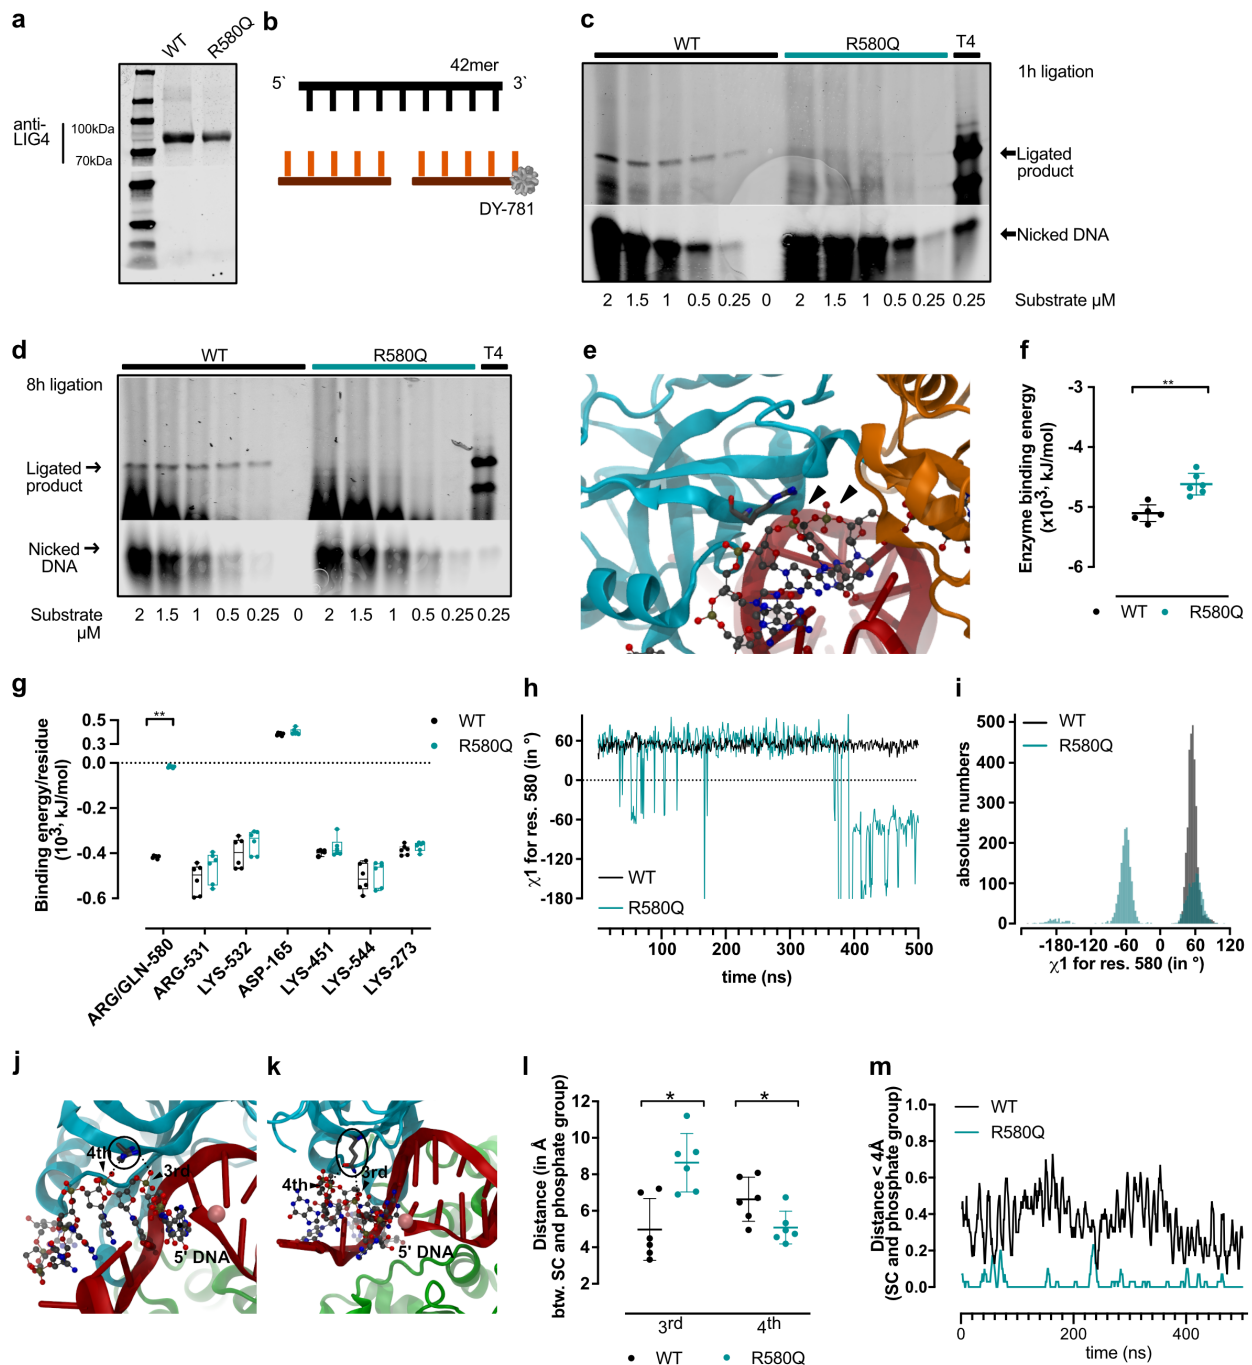 a
WT
R580Q
anti-
LIG4
100kDa
70kDa
b
42mer
5`
3`
DY-781
c
WT
R580Q
T4
1h ligation
Ligated
product
Nicked DNA
2 1.5 1 0.5 0.25 0 2 1.5 1 0.5 0.25 0.25 Substrate µM
d
WT
R580Q
T4
8h ligation
Ligated
product
Nicked
DNA
Substrate
µM
2 1.5 1 0.5 0.25 0 2 1.5 1 0.5 0.25 0.25
e
f
Enzyme binding energy
(x10³, kJ/mol)
-3
-4
-5
-6
**
WT
R580Q
g
Binding energy/residue
(10³, kJ/mol)
0.5
0.3
0.0
-0.2
-0.4
-0.6
**
WT
R580Q
ARG/GLN-580
ARG-531
LYS-532
ASP-165
LYS-451
LYS-544
LYS-273
h
χ1 for res. 580 (in °)
60
0
-60
-120
-180
WT
R580Q
100 200 300 400 500
time (ns)
i
absolute numbers
500
400
300
200
100
0
WT
R580Q
-180 -120 -60 0 60 120
χ1 for res. 580 (in °)
j
4th
3rd
5' DNA
k
4th
3rd
5' DNA
l
Distance (in Å
btw. SC and phosphate group)
12
10
8
6
4
2
*
*
3rd
4th
WT
R580Q
m
Distance < 4Å
(SC and phosphate group)
1.0
0.8
0.6
0.4
0.2
0.0
WT
R580Q
0 200 400
time (ns)